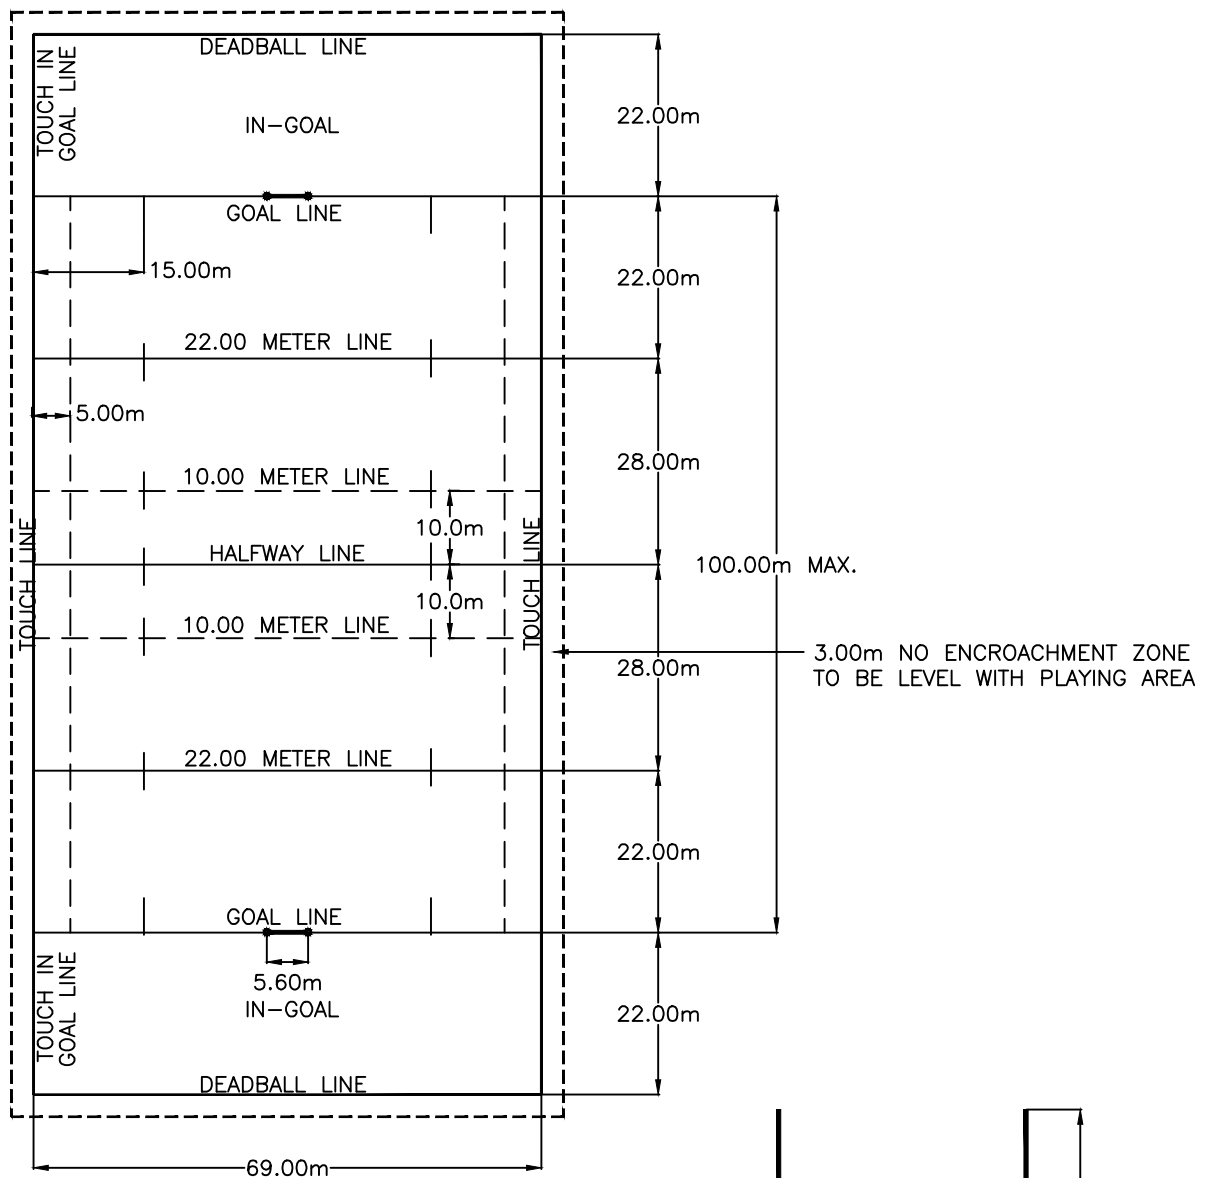 DEADBALL LINE
TOUCH IN
GOAL LINE
22.00m
IN-GOAL
GOAL LINE
15.00m
22.00m
22.00 METER LINE
5.00m
28.00m
10.00 METER LINE
10.0m
TOUCH LINE
TOUCH LINE
HALFWAY LINE
100.00m MAX.
10.0m
10.00 METER LINE
3.00m NO ENCROACHMENT ZONE
TO BE LEVEL WITH PLAYING AREA
28.00m
22.00 METER LINE
22.00m
GOAL LINE
TOUCH IN
GOAL LINE
5.60m
IN-GOAL
22.00m
DEADBALL LINE
69.00m